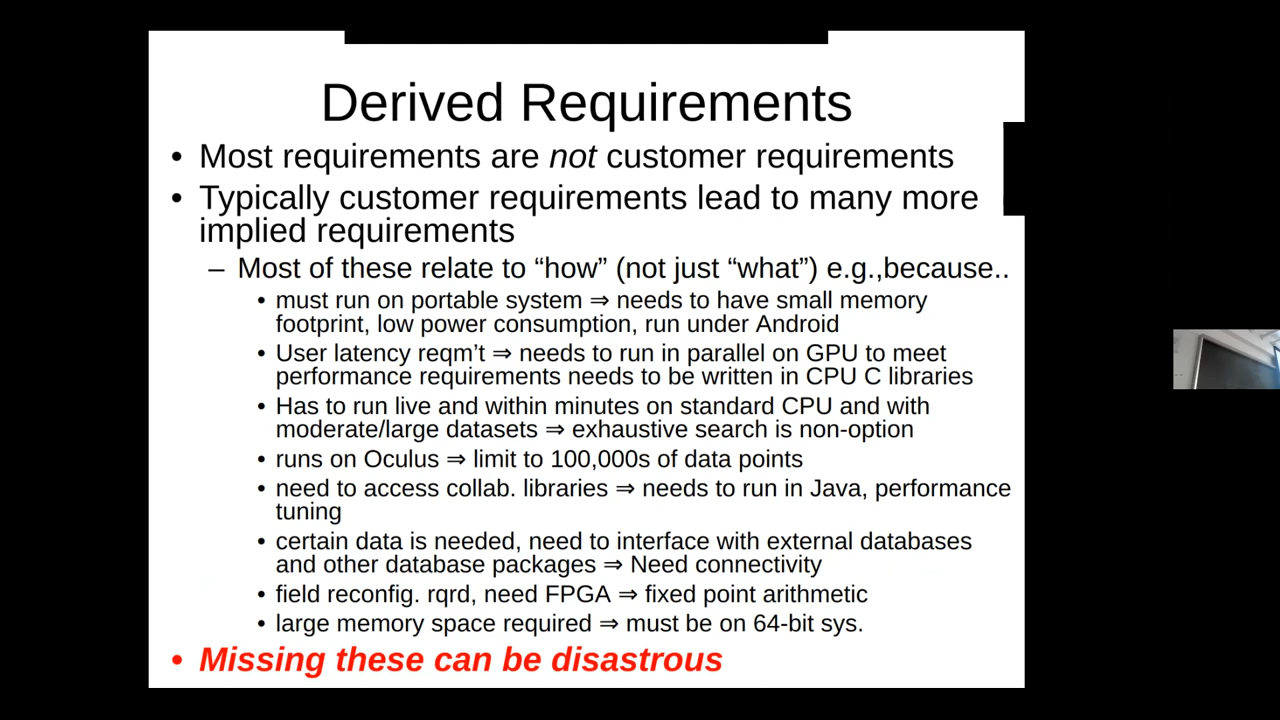 Derived Requirements
• Most requirements are not customer requirements
• Typically customer requirements lead to many more
implied requirements
– Most of these relate to “how” (not just “what”) e.g.,because..
• must run on portable system ⇒ needs to have small memory
footprint, low power consumption, run under Android
• User latency reqm’t ⇒ needs to run in parallel on GPU to meet
performance requirements needs to be written in CPU C libraries
• Has to run live and within minutes on standard CPU and with
moderate/large datasets ⇒ exhaustive search is non-option
• runs on Oculus ⇒ limit to 100,000s of data points
• need to access collab. libraries ⇒ needs to run in Java, performance
tuning
• certain data is needed, need to interface with external databases
and other database packages ⇒ Need connectivity
• field reconfig. rqrd, need FPGA ⇒ fixed point arithmetic
• large memory space required ⇒ must be on 64-bit sys.
• Missing these can be disastrous